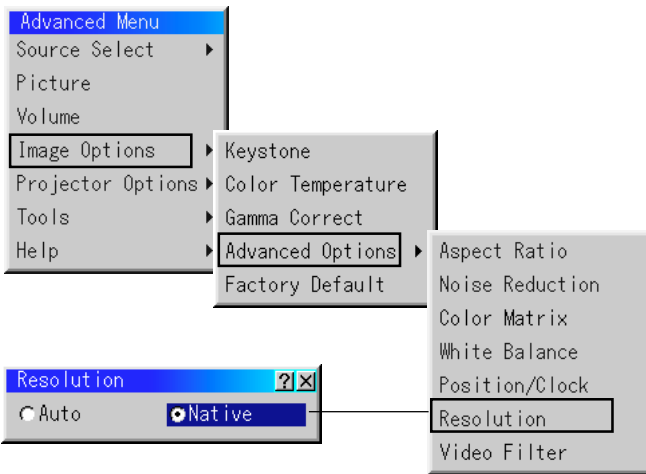 Advanced Menu
Source Select
Picture
Volume
Image Options
Projector Options
Tools
Help
Keystone
Color Temperature
Gamma Correct
Advanced Options
Factory Default
Aspect Ratio
Noise Reduction
Color Matrix
White Balance
Position/Clock
Resolution
Video Filter
Resolution ? X
Auto Native